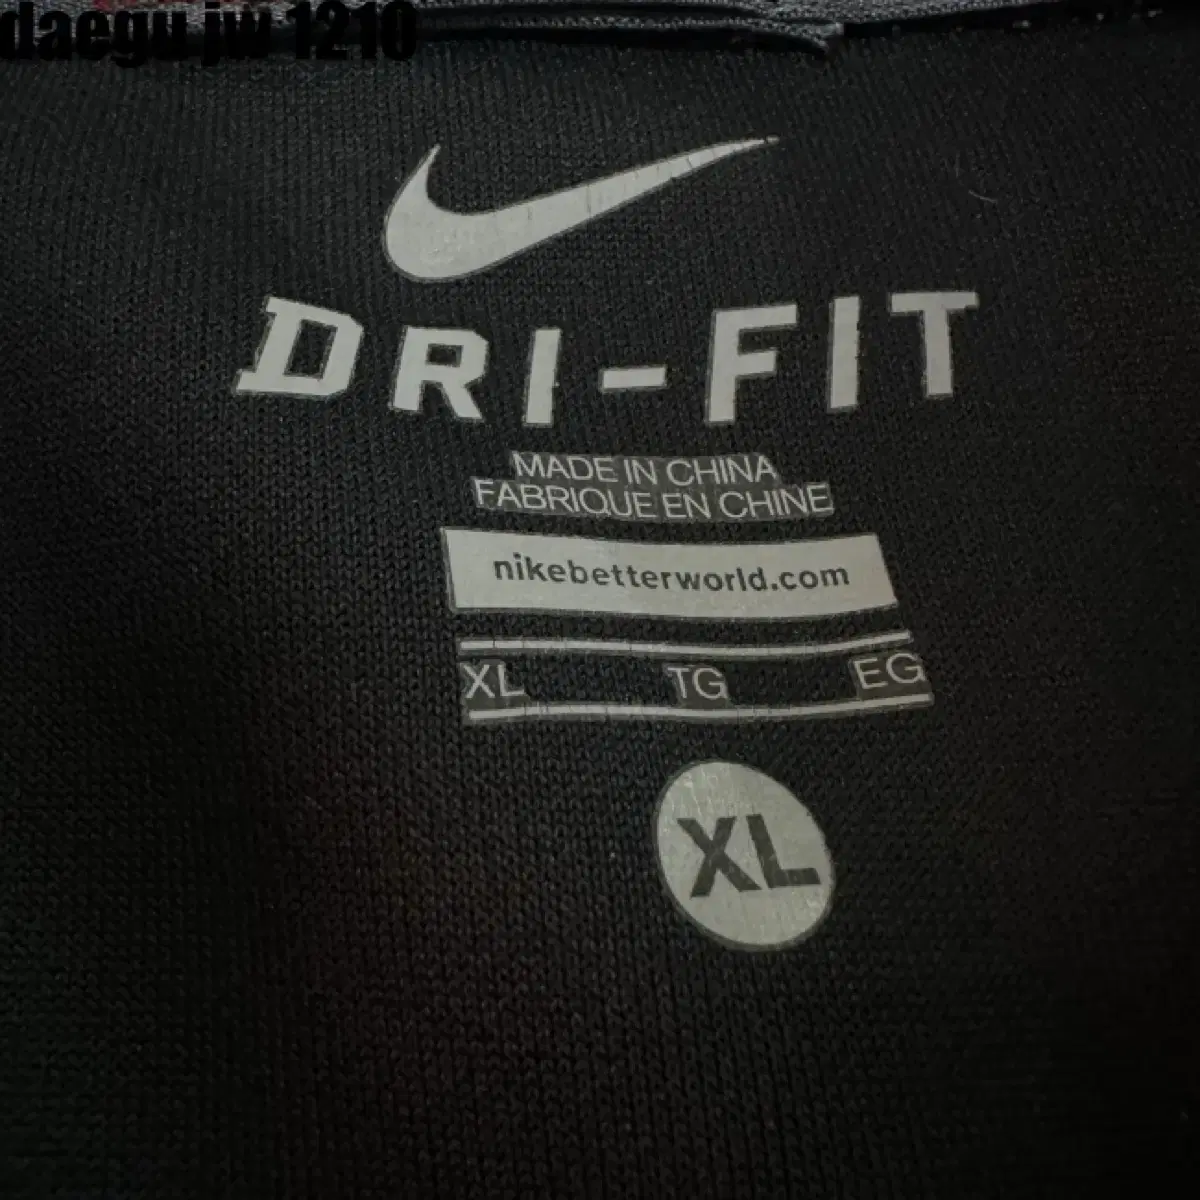 daegu jw 1210
DRI-FIT
MADE IN CHINA
FABRIQUE EN CHINE
nikebetterworld.com
XL TG EG
XL